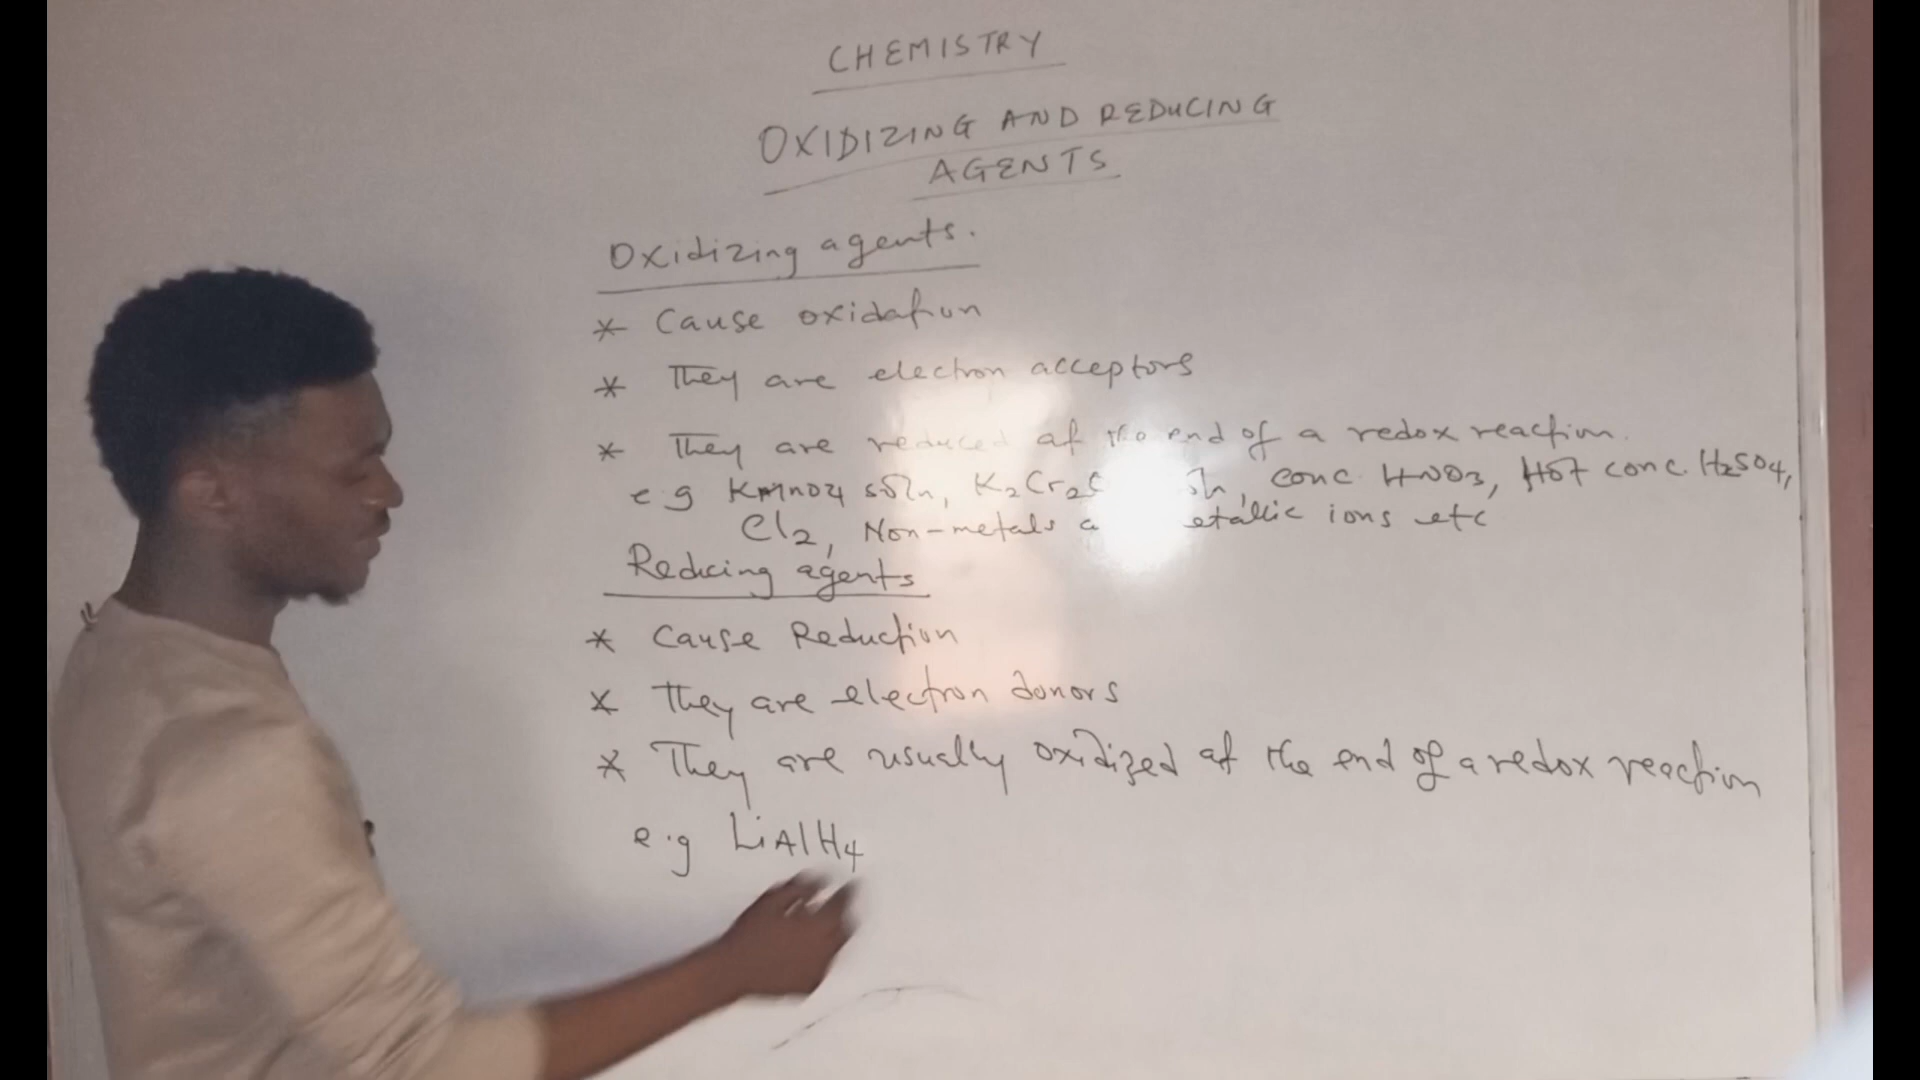 CHEMISTRY
OXIDIZING AND REDUCING
AGENTS
Oxidizing agents.
* Cause oxidation
* They are electron acceptors
* They are reduced at the end of a redox reaction.
e.g KMnO4 soln, K2Cr2 conc. HNO3, Hot conc. H2SO4,
Cl2, Non-metals ions etc
Reducing agents
* Cause Reduction
* They are electron donors
* They are usually oxidized at the end of a redox reaction
e.g LiAlH4